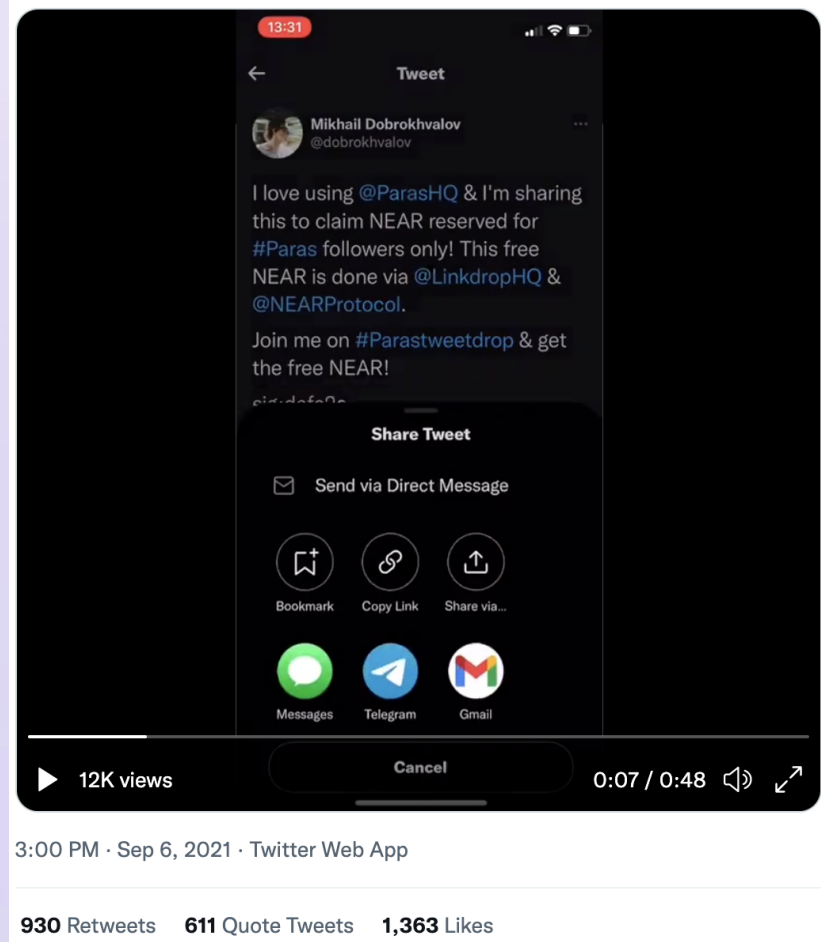 13:31
Tweet
Mikhail Dobrokhvalov
@dobrokhvalov
I love using @ParasHQ & I'm sharing
this to claim NEAR reserved for
#Paras followers only! This free
NEAR is done via @LinkdropHQ &
@NEARProtocol.
Join me on #Parastweetdrop & get
the free NEAR!
Share Tweet
Send via Direct Message
Bookmark Copy Link Share via...
Messages Telegram Gmail
Cancel
12K views 0:07 / 0:48
3:00 PM · Sep 6, 2021 · Twitter Web App
930 Retweets 611 Quote Tweets 1,363 Likes